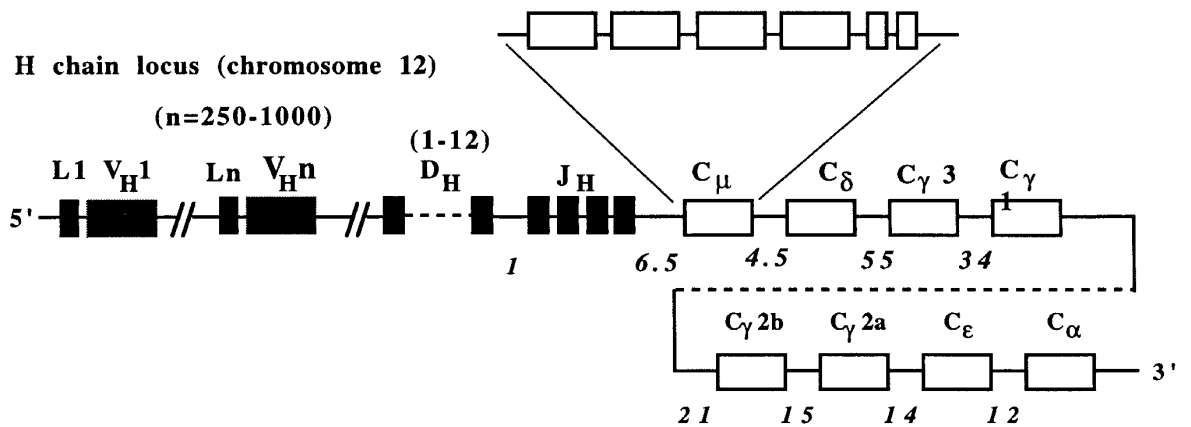 H chain locus (chromosome 12)
(n=250-1000)
(1-12)
L1 VH1 Ln VHn DH JH Cμ Cδ Cγ 3 Cγ 1
5'
1 6.5 4.5 55 34
Cγ 2b Cγ 2a Cε Cα
3'
21 15 14 12